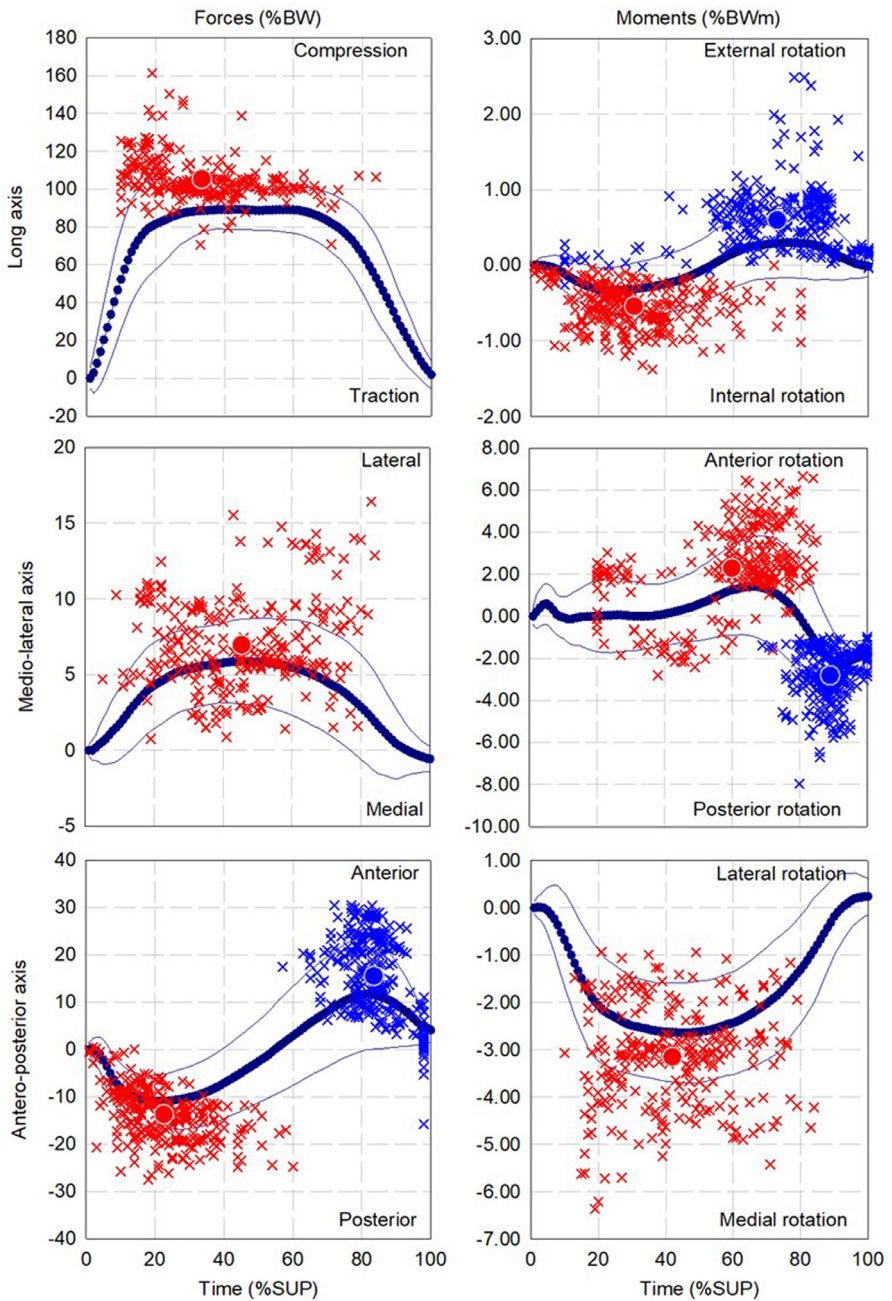 Forces (%BW)
Moments (%BWm)
Long axis
180
160
140
120
100
80
60
40
20
0
-20
Compression
Traction
3.00
2.00
1.00
0.00
-1.00
-2.00
External rotation
Internal rotation
Medio-lateral axis
20
15
10
5
0
-5
Lateral
Medial
8.00
6.00
4.00
2.00
0.00
-2.00
-4.00
-6.00
-8.00
-10.00
Anterior rotation
Posterior rotation
Antero-posterior axis
40
30
20
10
0
-10
-20
-30
-40
Anterior
Posterior
0 20 40 60 80 100
Time (%SUP)
1.00
0.00
-1.00
-2.00
-3.00
-4.00
-5.00
-6.00
-7.00
Lateral rotation
Medial rotation
0 20 40 60 80 100
Time (%SUP)